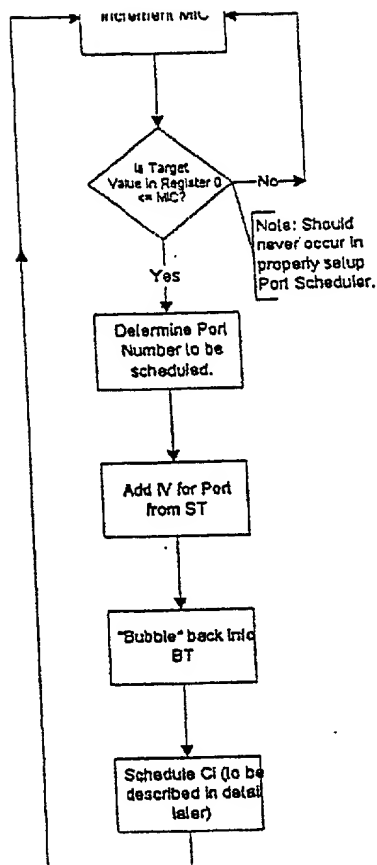 Increment MIC
Is Target
Value in Register 0
<= MIC?
No
Note: Should
never occur in
properly setup
Port Scheduler.
Yes
Determine Port
Number to be
scheduled.
Add IV for Port
from ST
"Bubble" back into
BT
Schedule CI (to be
described in detail
later)